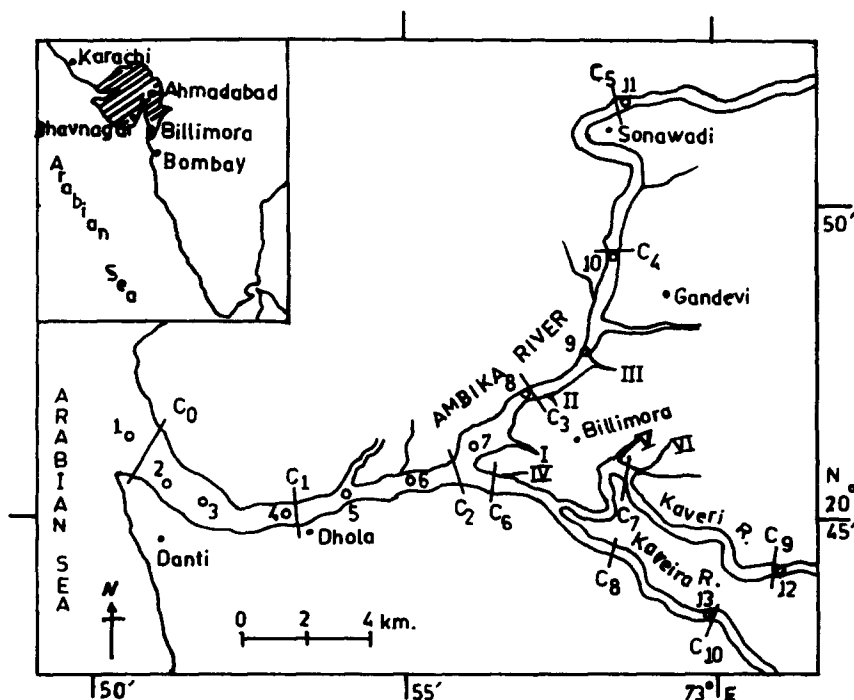 Karachi
Ahmadabad
Bhavnagar
Billimora
Bombay
Arabian
Sea
C5
11
Sonawadi
50'
10
C4
Gandevi
AMBIKA RIVER
9
III
8
II
C3
ARABIAN SEA
C0
1
Billimora
7
I
V
VI
2
C1
6
IV
N
20°
3
4
5
C2
C6
C7
Kaveri R.
45'
Danti
Dhola
Kaveira R.
C9
C8
12
N
0 2 4 km.
13
C10
50'
55'
73° E